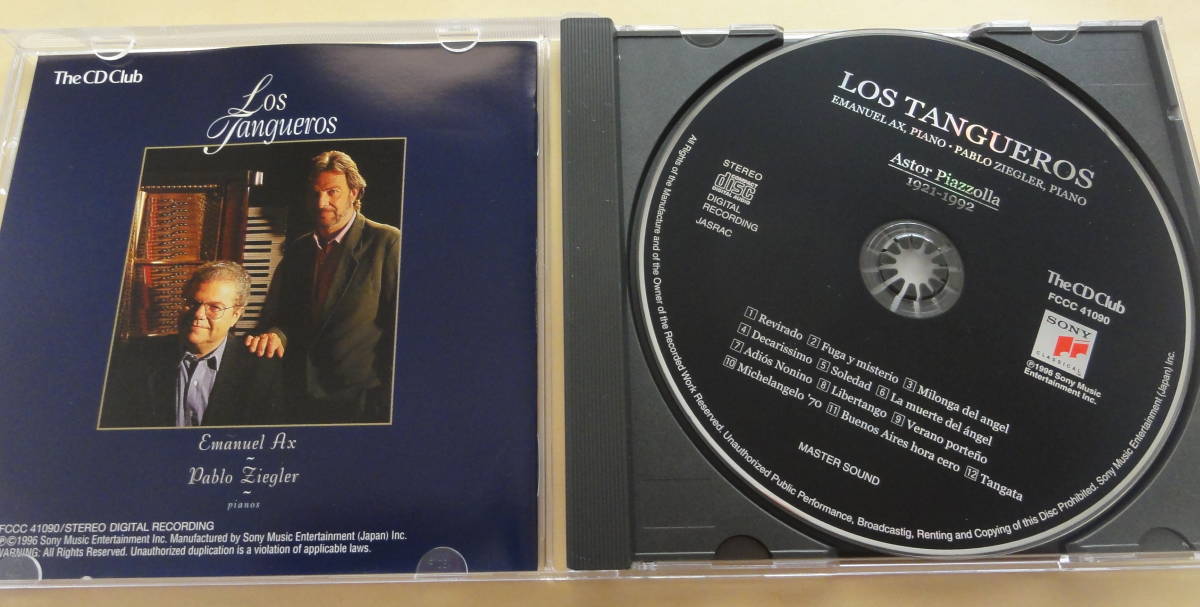 The CD Club
Los
Tangueros
Emanuel Ax
~
Pablo Ziegler
~
pianos
FCCC 41090/STEREO DIGITAL RECORDING
℗©1996 Sony Music Entertainment Inc. Manufactured by Sony Music Entertainment (Japan) Inc.
WARNING: All Rights Reserved. Unauthorized duplication is a violation of applicable laws.
LOS TANGUEROS
EMANUEL AX, PIANO • PABLO ZIEGLER, PIANO
Astor Piazzolla
1921-1992
STEREO
COMPACT
disc
DIGITAL AUDIO
DIGITAL
RECORDING
JASRAC
The CD Club
FCCC 41090
SONY
CLASSICAL
℗1996 Sony Music
Entertainment Inc.
1 Revirado 2 Fuga y misterio 3 Milonga del angel
4 Decarissimo 5 Soledad 6 La muerte del ángel
7 Adiós Nonino 8 Libertango 9 Verano porteño
10 Michelangelo '70 11 Buenos Aires hora cero 12 Tangata
MASTER SOUND
All Rights of the Manufacture and of the Owner of the Recorded Work Reserved. Unauthorized Public Performance, Broadcastig, Renting and Copying of this Disc Prohibited. Sony Music Entertainment (Japan) Inc.